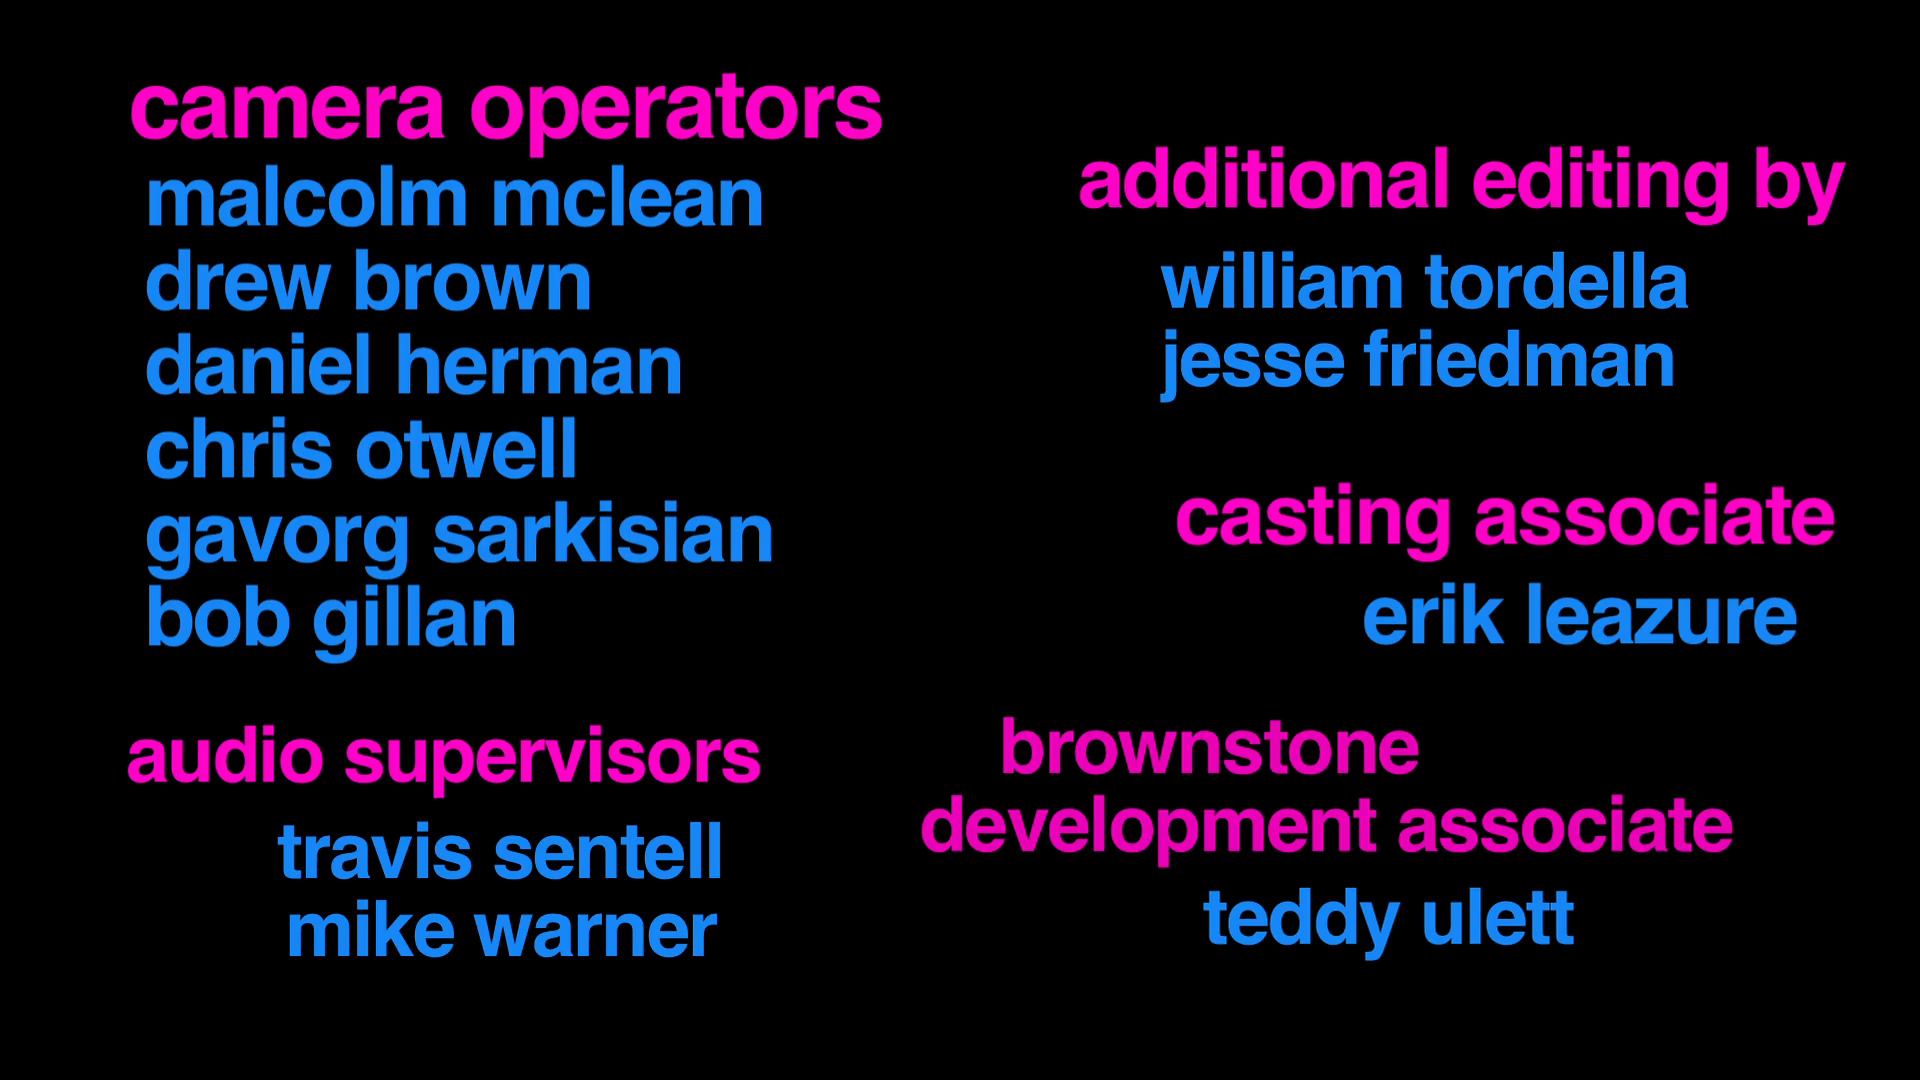 camera operators
malcolm mclean
drew brown
daniel herman
chris otwell
gavorg sarkisian
bob gillan
audio supervisors
travis sentell
mike warner
additional editing by
william tordella
jesse friedman
casting associate
erik leazure
brownstone
development associate
teddy ulett